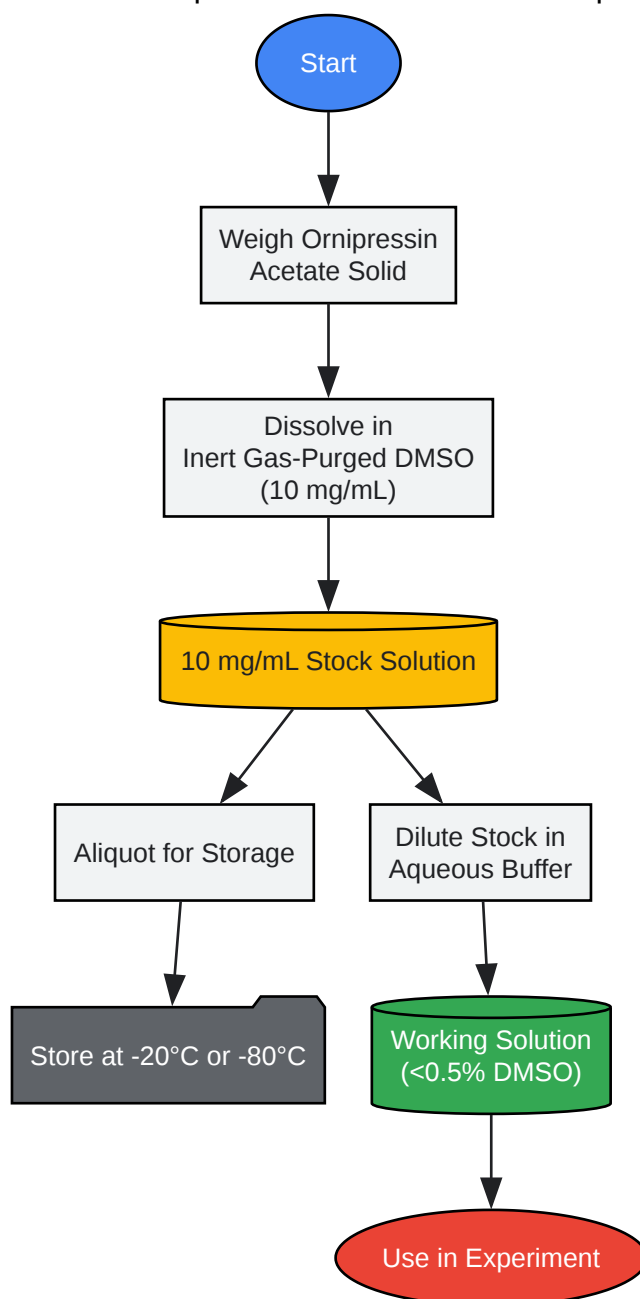 Start
Weigh Ornipressin
Acetate Solid
Dissolve in
Inert Gas-Purged DMSO
(10 mg/mL)
10 mg/mL Stock Solution
Aliquot for Storage
Dilute Stock in
Aqueous Buffer
Store at -20°C or -80°C
Working Solution
(<0.5% DMSO)
Use in Experiment